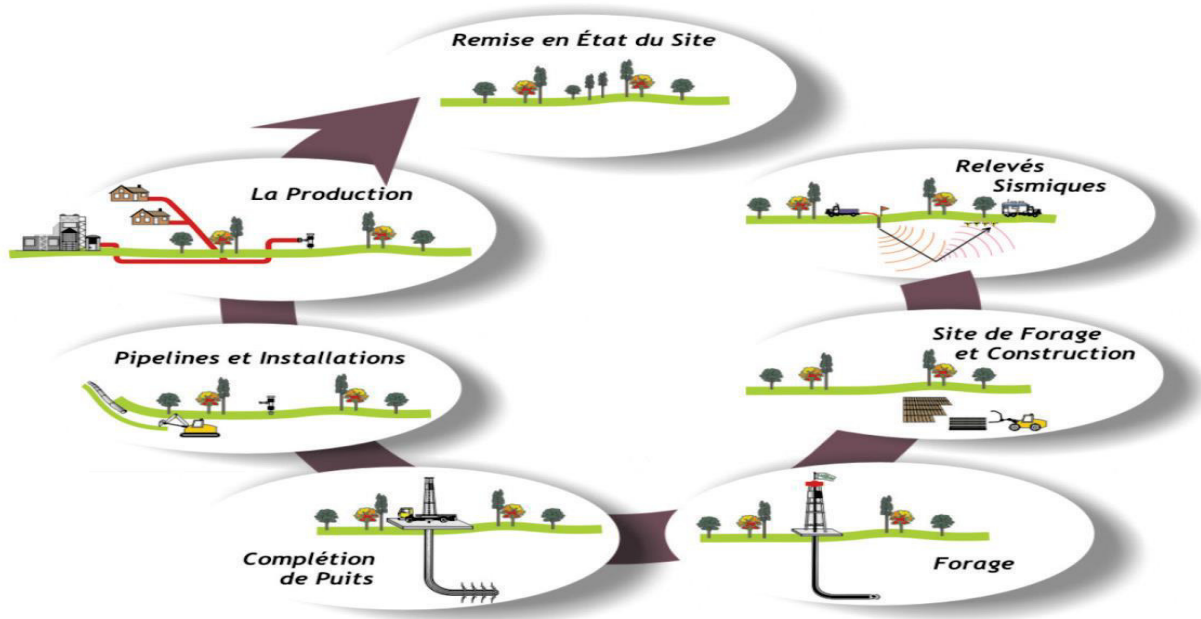 Remise en État du Site
La Production
Relevés
Sismiques
Pipelines et Installations
Site de Forage
et Construction
Complétion
de Puits
Forage